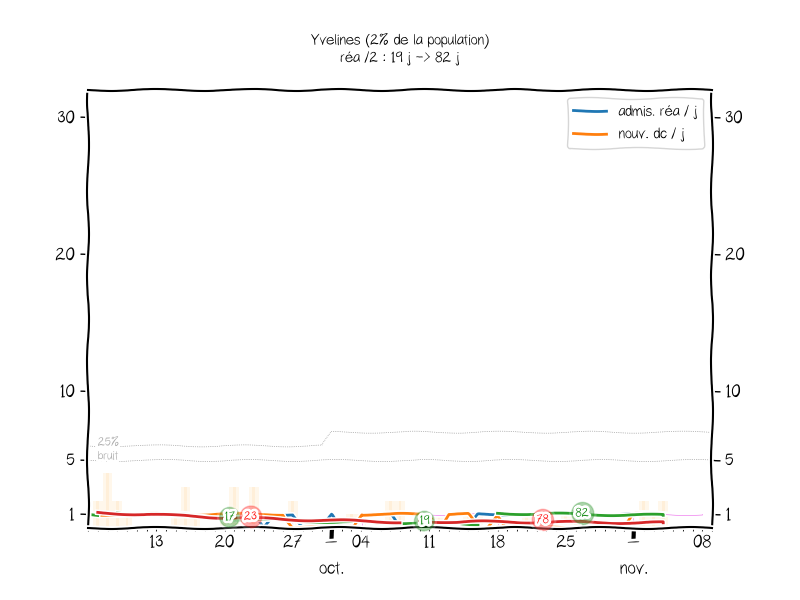 Yvelines (2% de la population)
réa /2 : 19 j -> 82 j
admis. réa / j
nouv. dc / j
30 30
20 20
10 10
25%
bruit
5 5
1 1
17 23 19 78 82
13 20 27 04 11 18 25 08
oct. nov.